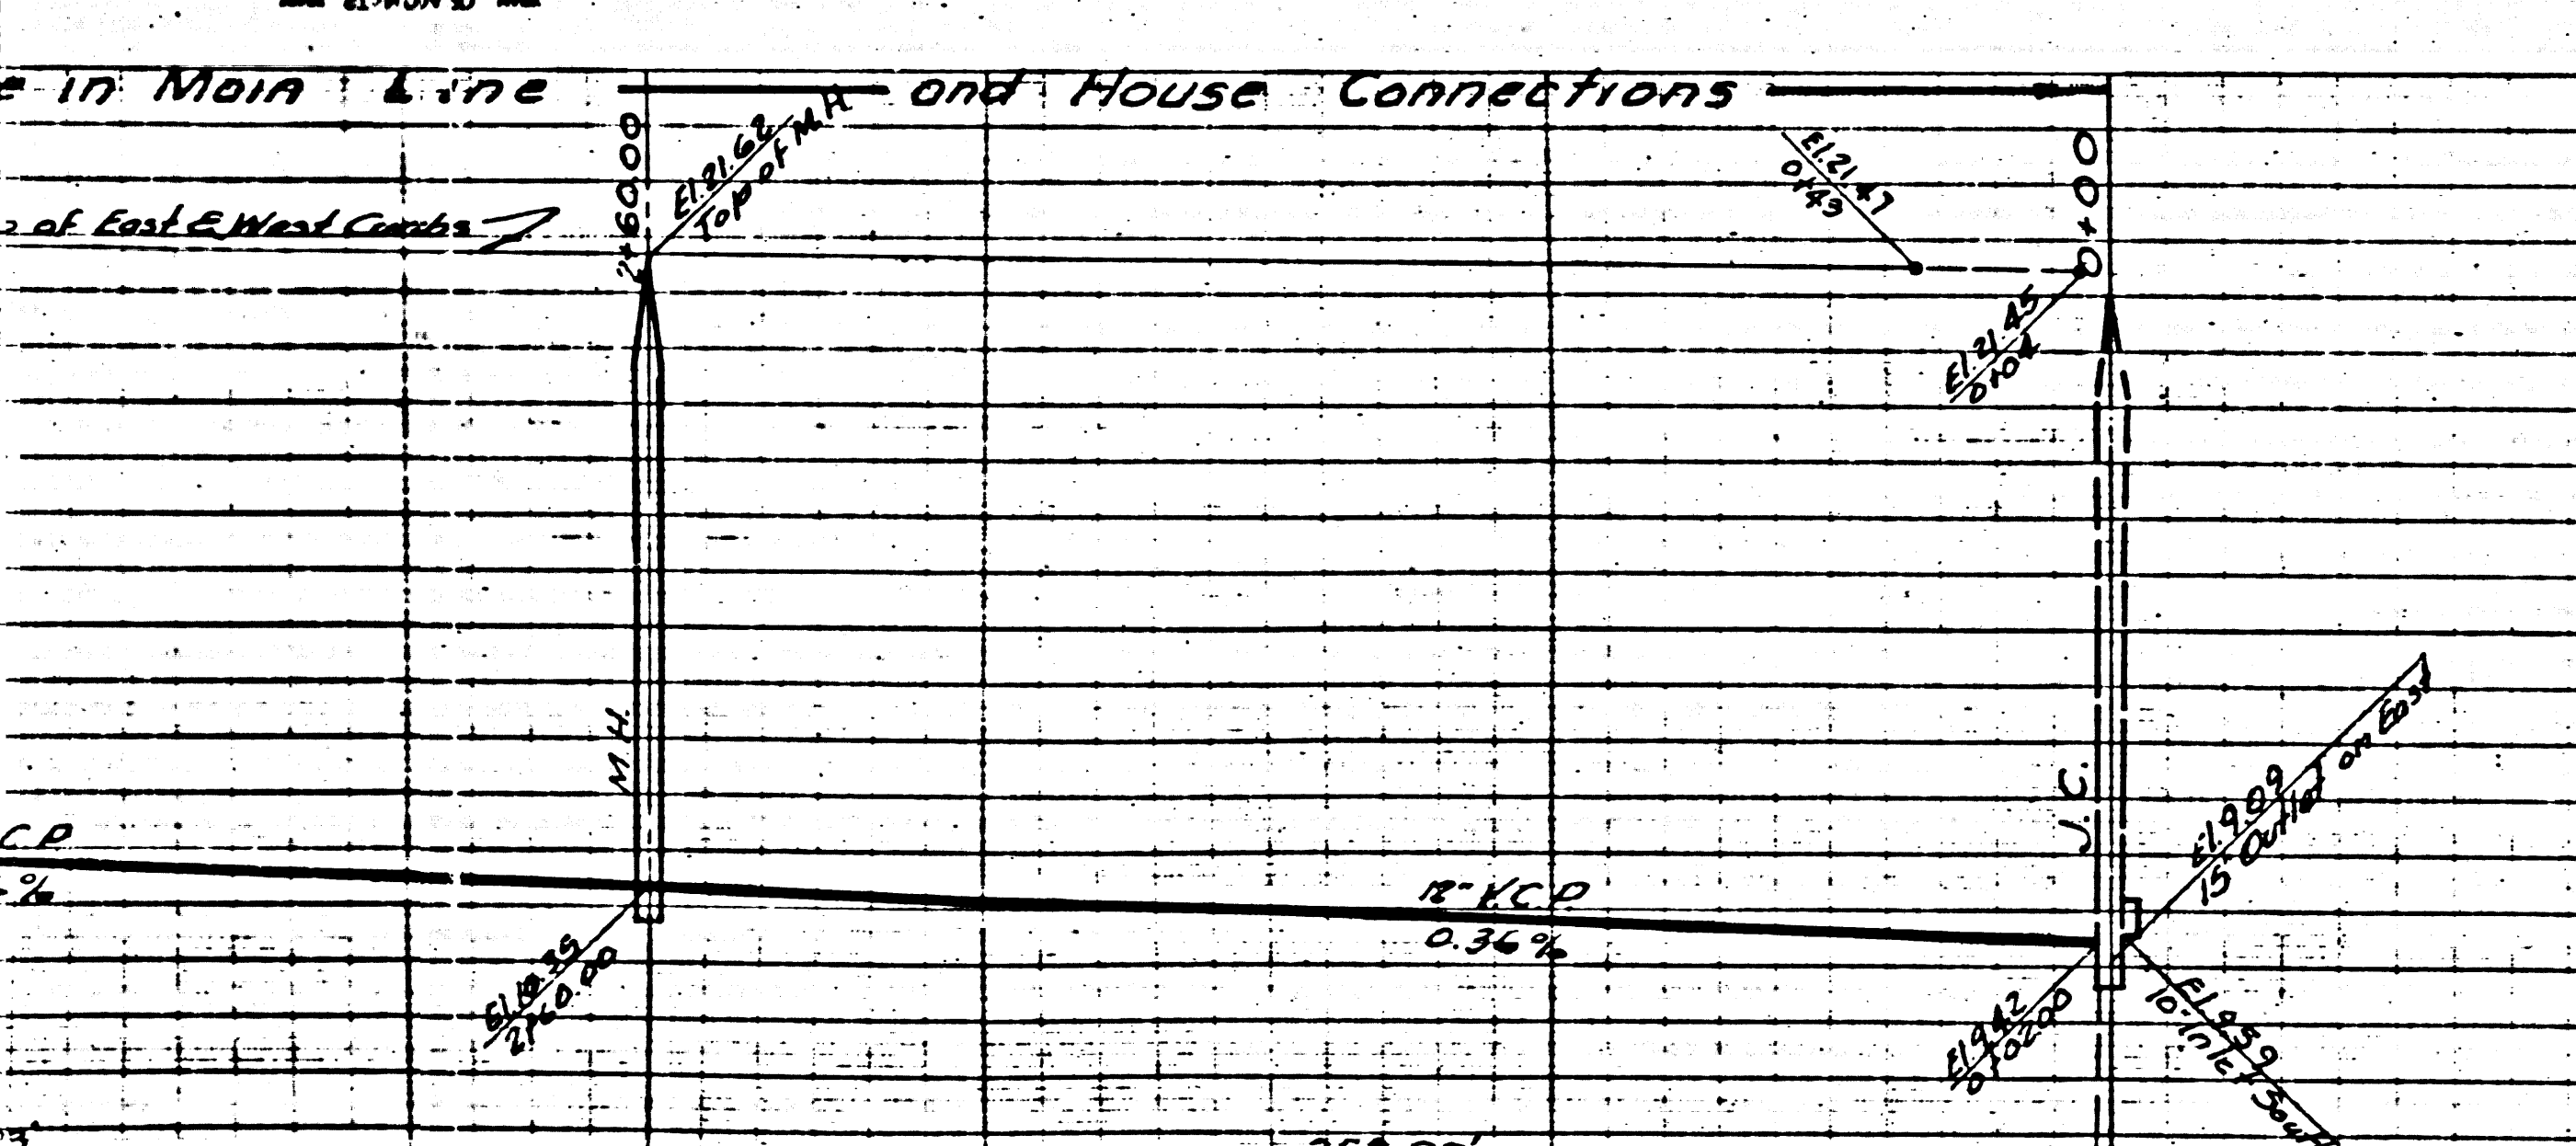 e in Main Line and House Connections
2+60.00
El. 21.62
Top of M.H.
El. 21.47
0+43
0+00
of East & West Curbs
El. 21.45
0+04
M.H.
J.C.
El. 9.09
15" Outlet on East
C.P.
%
12" V.C.P.
0.36%
El. 10.35
2+60.00
El. 9.42
0+02.00
El. 9.59
10" Inlet South